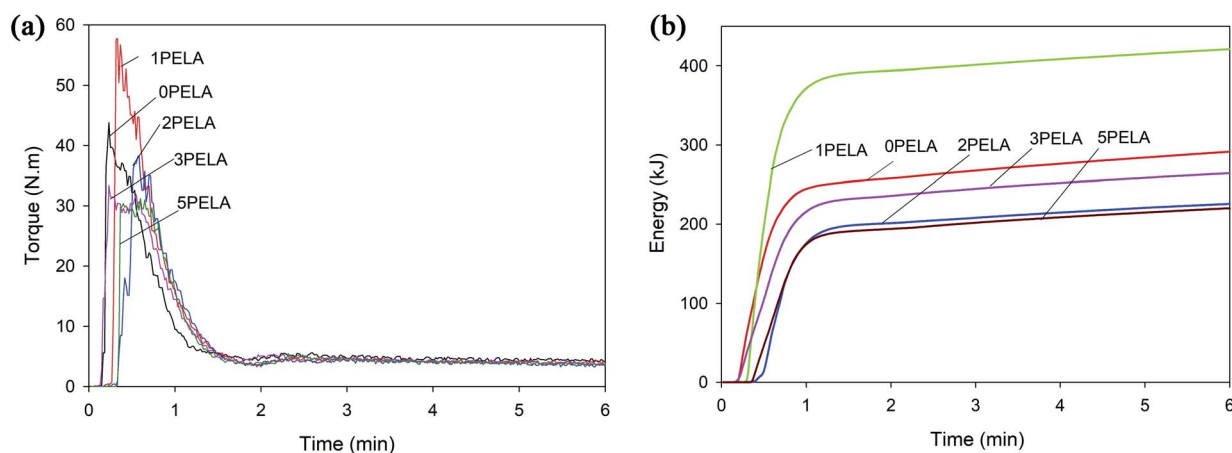 (a)
Torque (N.m)
60
50
40
30
20
10
0
1PELA
0PELA
2PELA
3PELA
5PELA
0 1 2 3 4 5 6
Time (min)
(b)
Energy (kJ)
400
300
200
100
0
1PELA
0PELA
2PELA
3PELA
5PELA
0 1 2 3 4 5 6
Time (min)